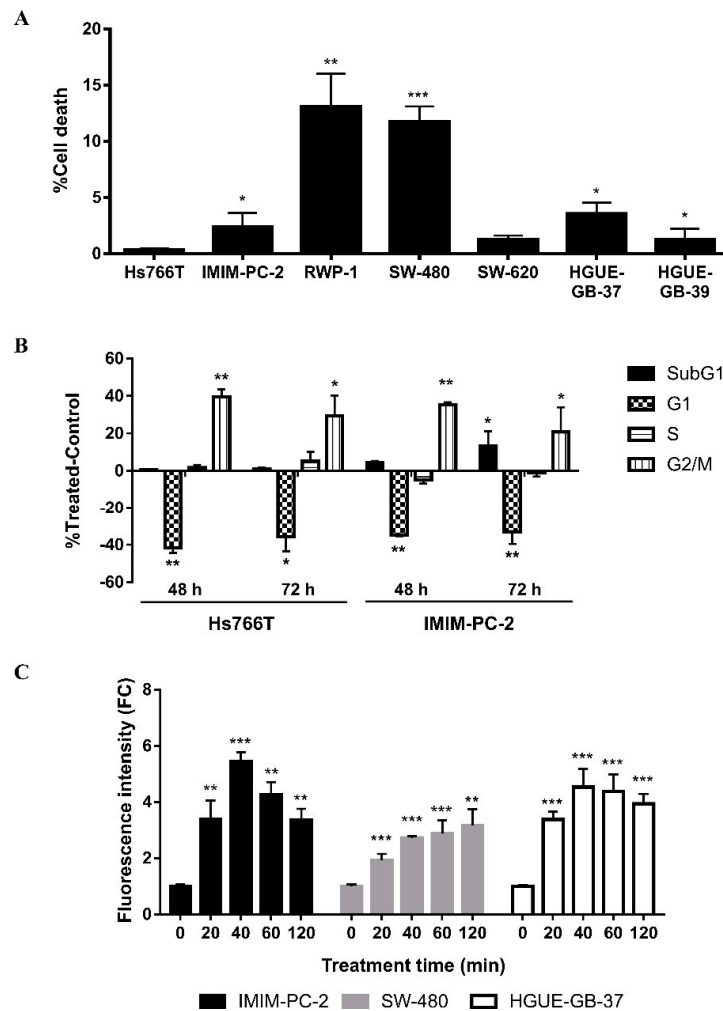 A
%Cell death
20
15
10
5
0
**
***
*
*
*
Hs766T IMIM-PC-2 RWP-1 SW-480 SW-620 HGUE-GB-37 HGUE-GB-39
B
%Treated-Control
60
40
20
0
-20
-40
-60
** * ** * *
** * ** **
SubG1
G1
S
G2/M
48 h 72 h 48 h 72 h
Hs766T IMIM-PC-2
C
Fluorescence intensity (FC)
8
6
4
2
0
** *** ** **
*** *** *** **
*** *** *** ***
0 20 40 60 120 0 20 40 60 120 0 20 40 60 120
Treatment time (min)
IMIM-PC-2 SW-480 HGUE-GB-37